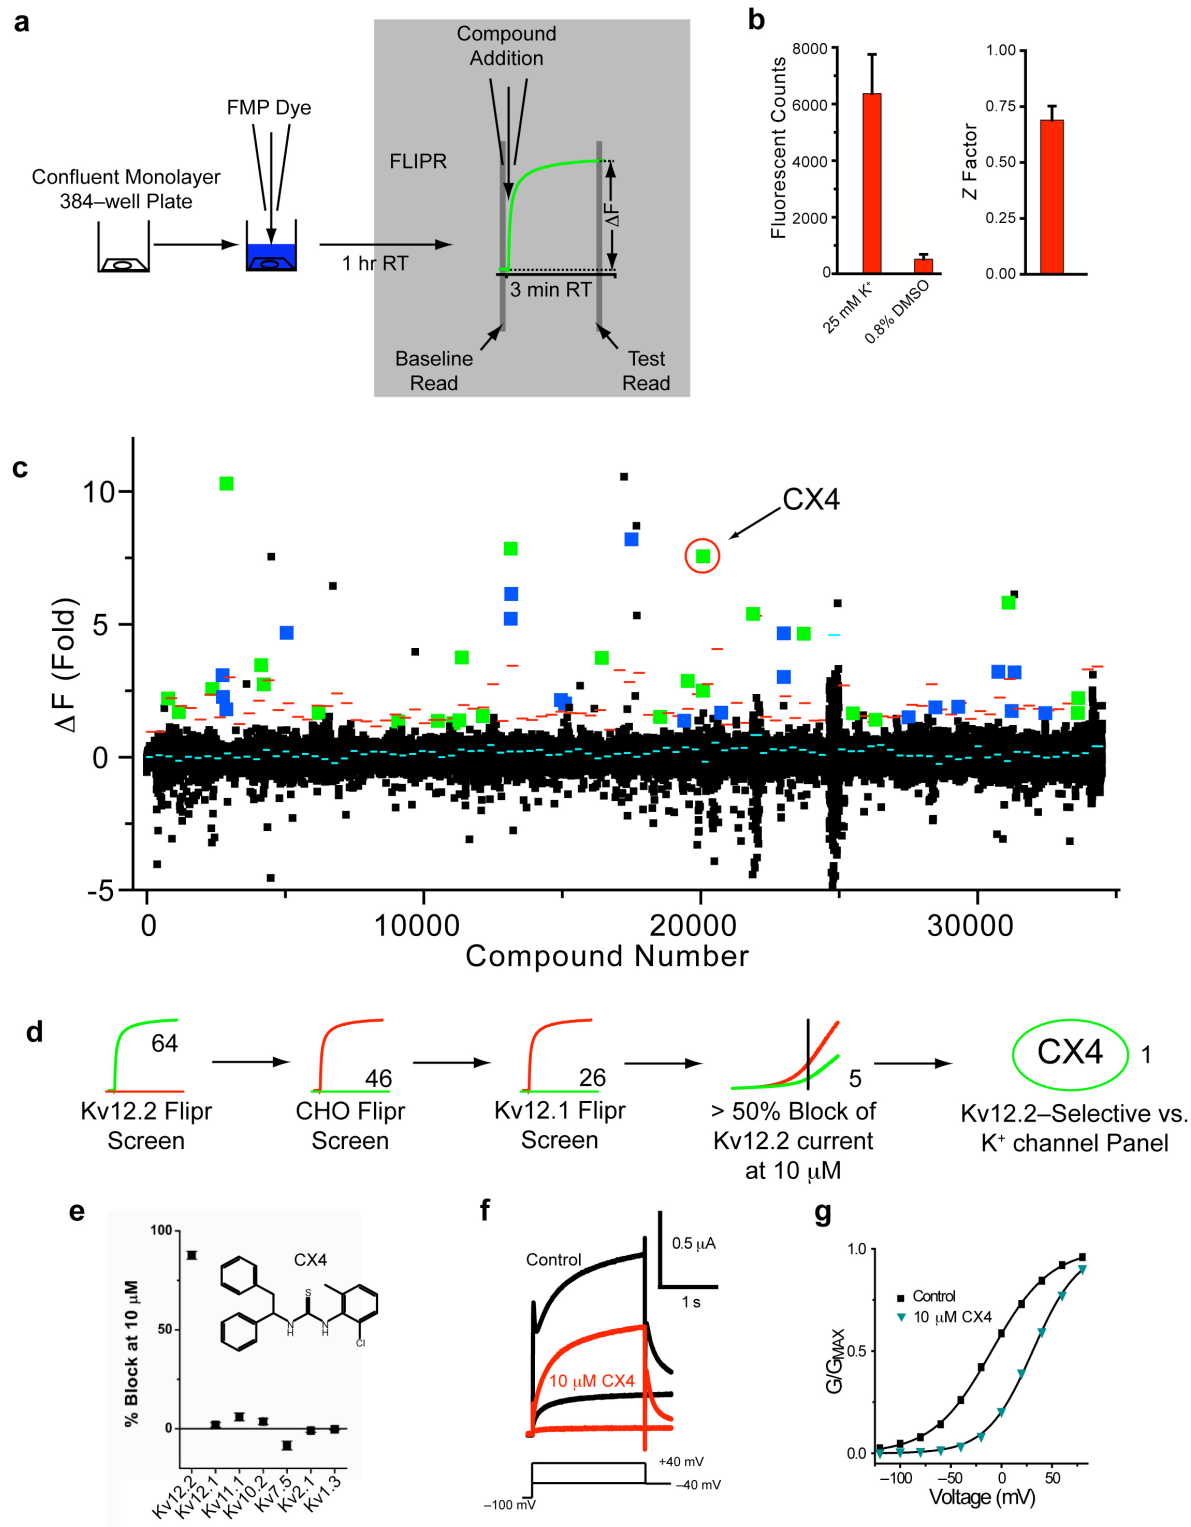 a
Compound
Addition
FMP Dye
FLIPR
Confluent Monolayer
384–well Plate
ΔF
1 hr RT
3 min RT
Baseline
Read
Test
Read
b
Fluorescent Counts
8000
6000
4000
2000
0
25 mM K⁺
0.8% DMSO
Z Factor
1.00
0.75
0.50
0.25
0.00
c
CX4
ΔF (Fold)
10
5
0
-5
0
10000
20000
30000
Compound Number
d
64
Kv12.2 Flipr
Screen
46
CHO Flipr
Screen
26
Kv12.1 Flipr
Screen
5
> 50% Block of
Kv12.2 current
at 10 μM
CX4
1
Kv12.2–Selective vs.
K⁺ channel Panel
e
% Block at 10 μM
100
50
0
CX4
S
N
H
N
H
Cl
Kv12.2
Kv12.1
Kv11.1
Kv10.2
Kv7.5
Kv2.1
Kv1.3
f
Control
0.5 μA
1 s
10 μM CX4
+40 mV
–40 mV
–100 mV
g
G/GMAX
1.0
0.5
0.0
Control
10 μM CX4
–100
–50
0
50
Voltage (mV)